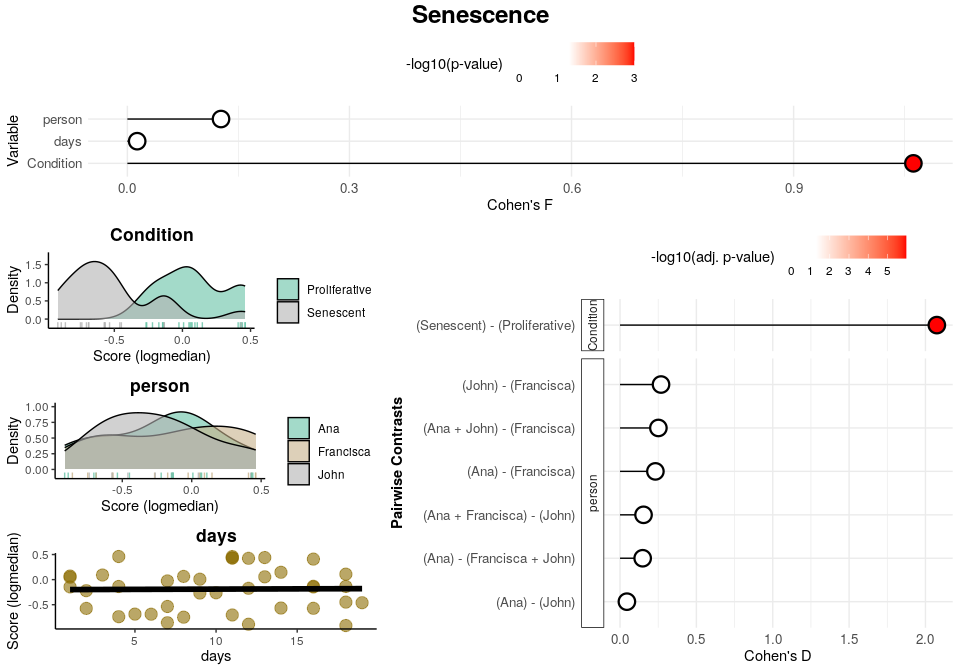 Senescence
-log10(p-value)
0 1 2 3
Variable
person
days
Condition
0.0 0.3 0.6 0.9
Cohen's F
Condition
Density
1.5
1.0
0.5
0.0
-0.5 0.0 0.5
Score (logmedian)
Proliferative
Senescent
person
Density
1.00
0.75
0.50
0.25
0.00
-0.5 0.0 0.5
Score (logmedian)
Ana
Francisca
John
days
Score (logmedian)
0.5
0.0
-0.5
5 10 15
days
-log10(adj. p-value)
0 1 2 3 4 5
Pairwise Contrasts
(Senescent) - (Proliferative)
Condition
(John) - (Francisca)
(Ana + John) - (Francisca)
(Ana) - (Francisca)
(Ana + Francisca) - (John)
(Ana) - (Francisca + John)
(Ana) - (John)
person
0.0 0.5 1.0 1.5 2.0
Cohen's D